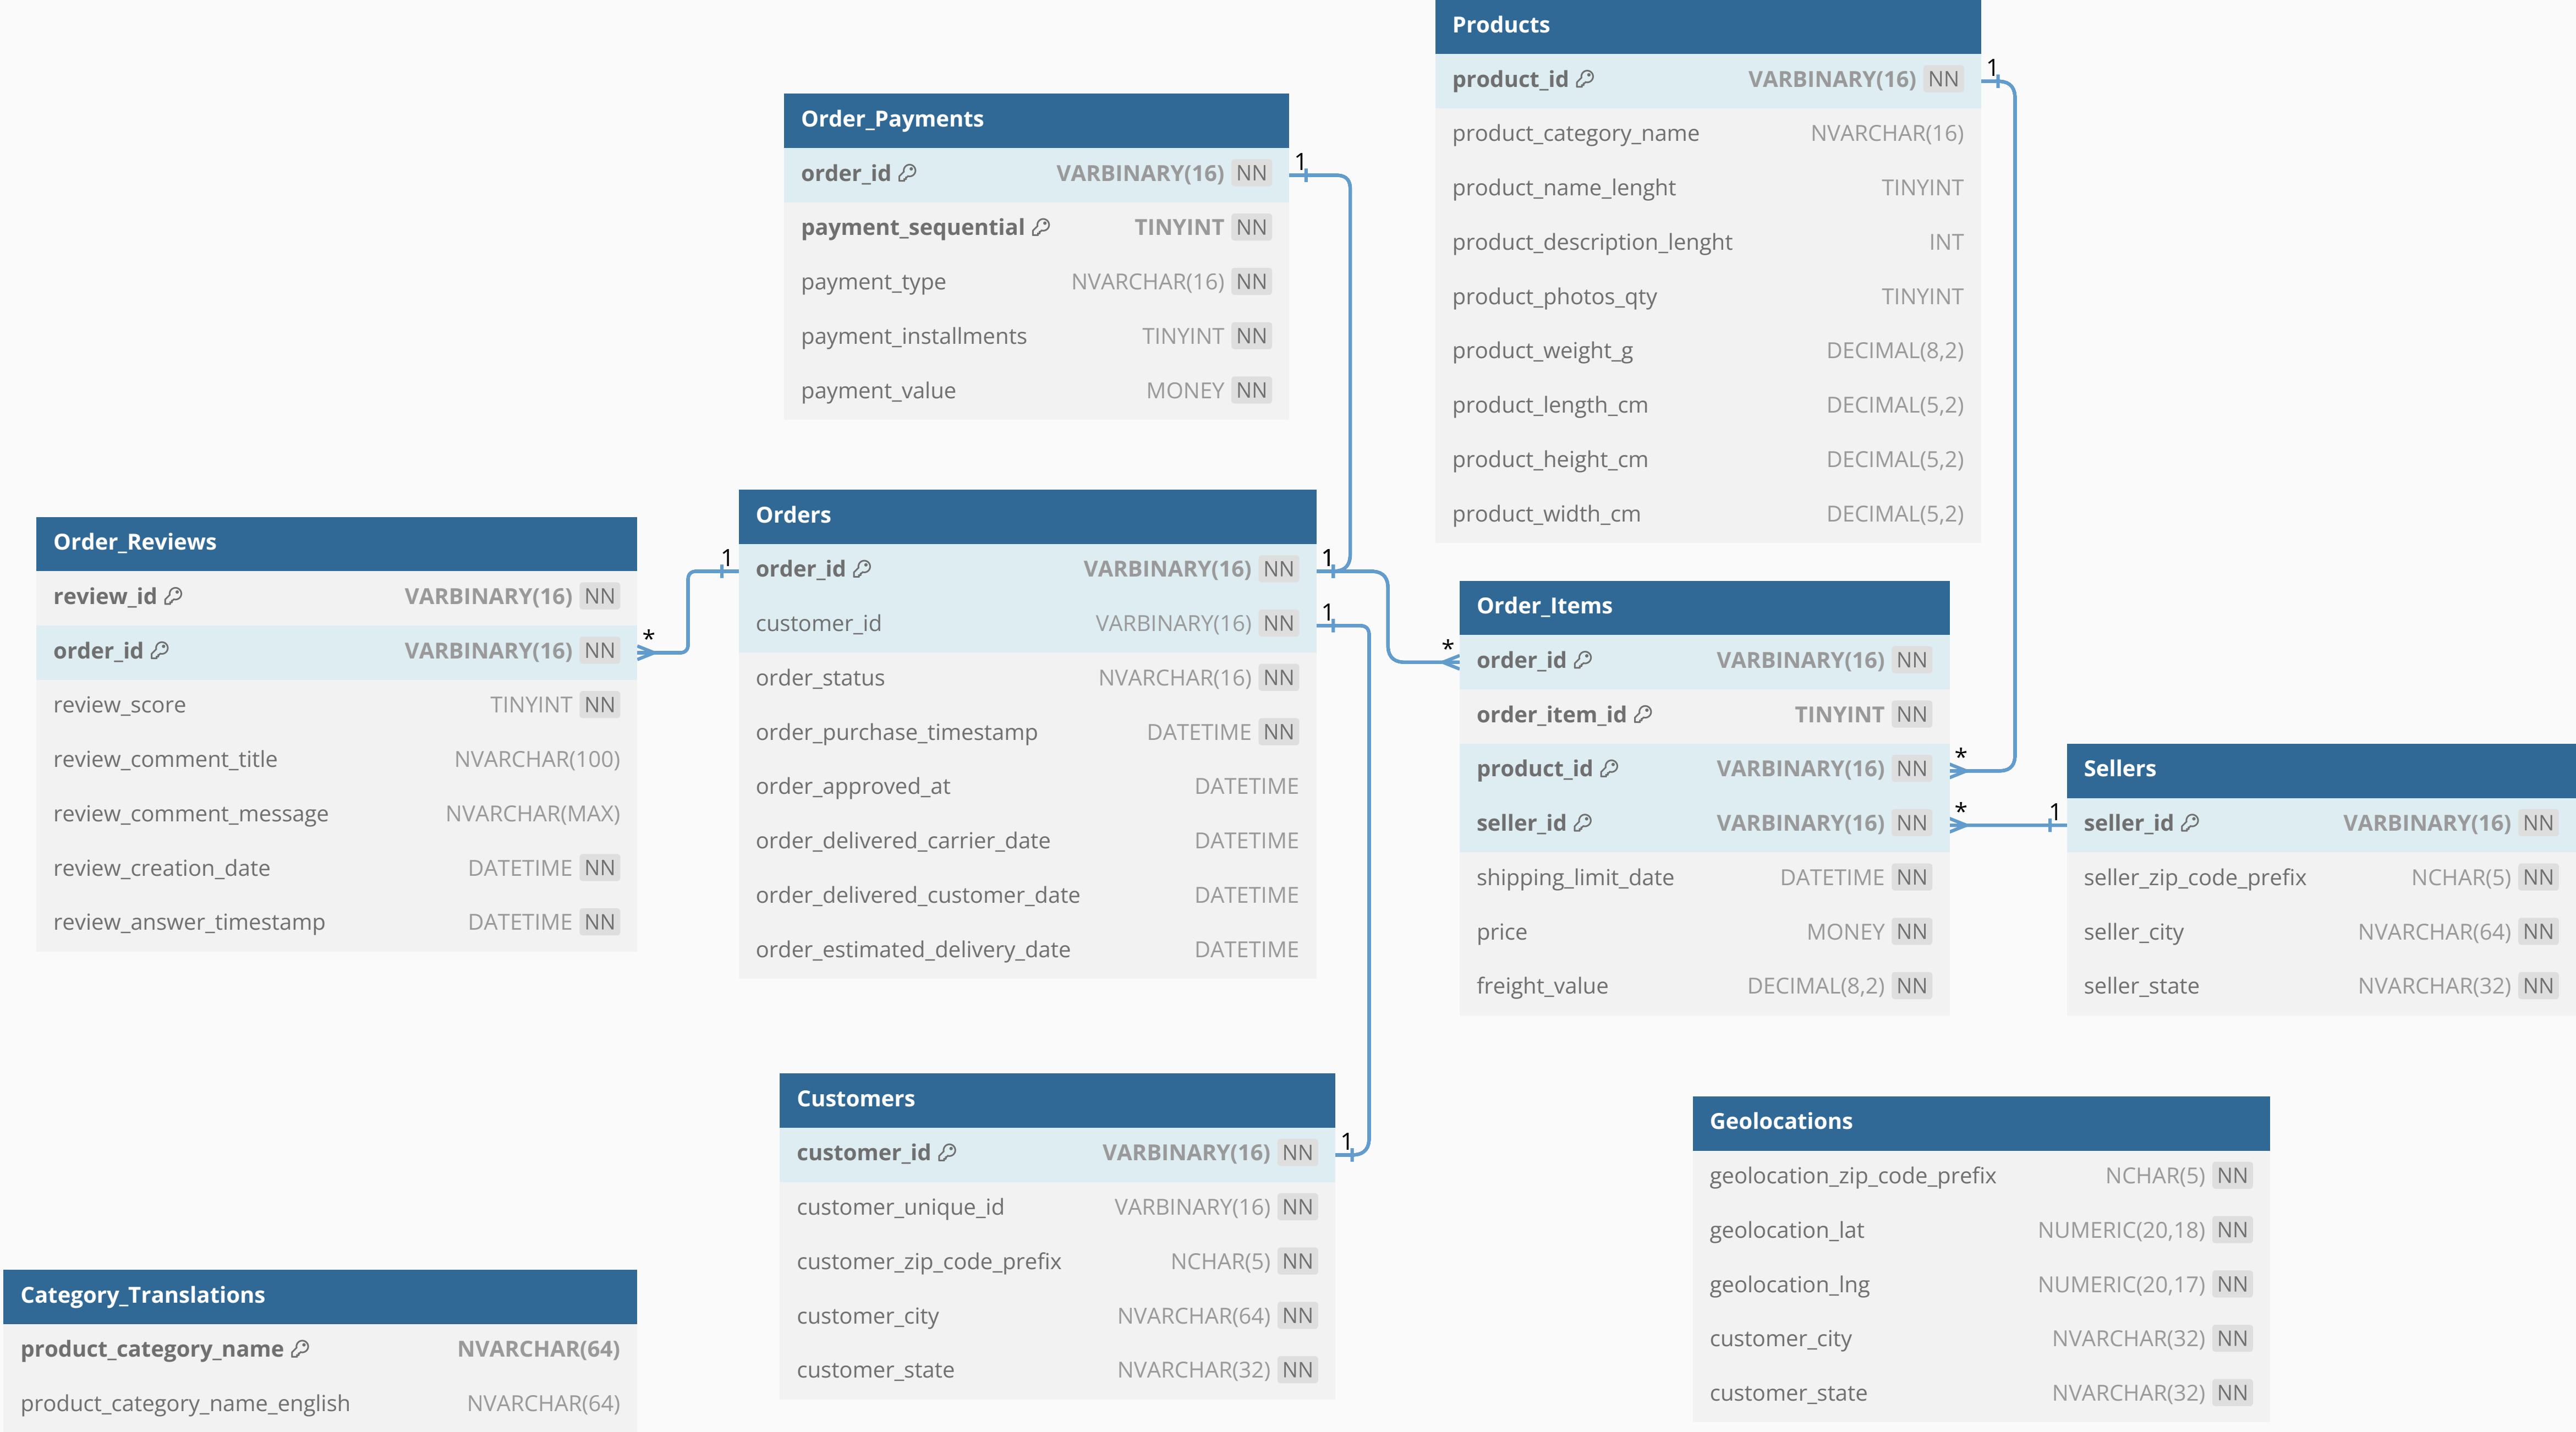 Products
product_id VARBINARY(16) NN
product_category_name NVARCHAR(16)
product_name_lenght TINYINT
product_description_lenght INT
product_photos_qty TINYINT
product_weight_g DECIMAL(8,2)
product_length_cm DECIMAL(5,2)
product_height_cm DECIMAL(5,2)
product_width_cm DECIMAL(5,2)
1
Order_Payments
order_id VARBINARY(16) NN
payment_sequential TINYINT NN
payment_type NVARCHAR(16) NN
payment_installments TINYINT NN
payment_value MONEY NN
1
Order_Reviews
review_id VARBINARY(16) NN
order_id VARBINARY(16) NN
review_score TINYINT NN
review_comment_title NVARCHAR(100)
review_comment_message NVARCHAR(MAX)
review_creation_date DATETIME NN
review_answer_timestamp DATETIME NN
*
1
Orders
order_id VARBINARY(16) NN
customer_id VARBINARY(16) NN
order_status NVARCHAR(16) NN
order_purchase_timestamp DATETIME NN
order_approved_at DATETIME
order_delivered_carrier_date DATETIME
order_delivered_customer_date DATETIME
order_estimated_delivery_date DATETIME
1
1
*
Order_Items
order_id VARBINARY(16) NN
order_item_id TINYINT NN
product_id VARBINARY(16) NN
seller_id VARBINARY(16) NN
shipping_limit_date DATETIME NN
price MONEY NN
freight_value DECIMAL(8,2) NN
*
*
1
Sellers
seller_id VARBINARY(16) NN
seller_zip_code_prefix NCHAR(5) NN
seller_city NVARCHAR(64) NN
seller_state NVARCHAR(32) NN
Customers
customer_id VARBINARY(16) NN
customer_unique_id VARBINARY(16) NN
customer_zip_code_prefix NCHAR(5) NN
customer_city NVARCHAR(64) NN
customer_state NVARCHAR(32) NN
1
Geolocations
geolocation_zip_code_prefix NCHAR(5) NN
geolocation_lat NUMERIC(20,18) NN
geolocation_lng NUMERIC(20,17) NN
customer_city NVARCHAR(32) NN
customer_state NVARCHAR(32) NN
Category_Translations
product_category_name NVARCHAR(64)
product_category_name_english NVARCHAR(64)